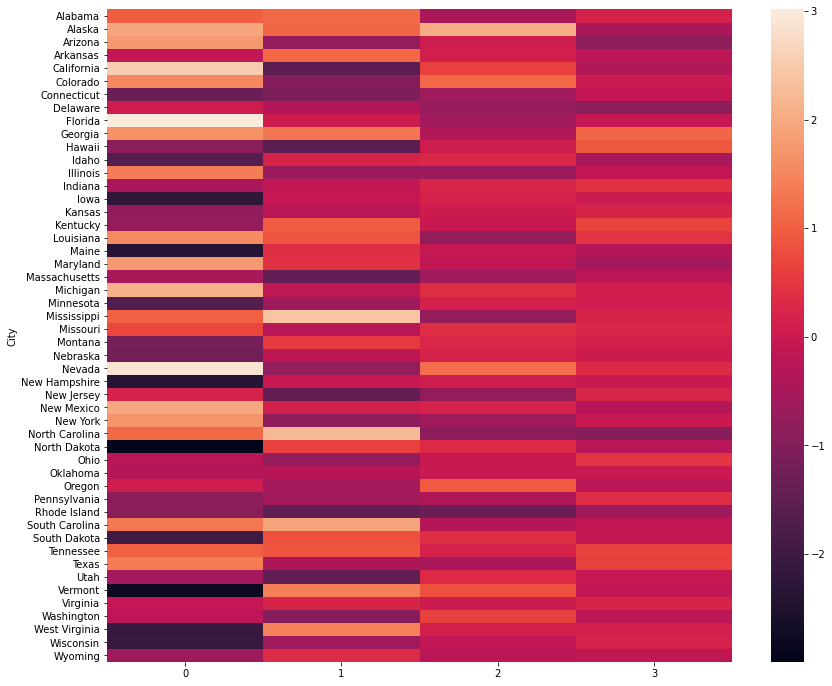 City
Alabama
Alaska
Arizona
Arkansas
California
Colorado
Connecticut
Delaware
Florida
Georgia
Hawaii
Idaho
Illinois
Indiana
Iowa
Kansas
Kentucky
Louisiana
Maine
Maryland
Massachusetts
Michigan
Minnesota
Mississippi
Missouri
Montana
Nebraska
Nevada
New Hampshire
New Jersey
New Mexico
New York
North Carolina
North Dakota
Ohio
Oklahoma
Oregon
Pennsylvania
Rhode Island
South Carolina
South Dakota
Tennessee
Texas
Utah
Vermont
Virginia
Washington
West Virginia
Wisconsin
Wyoming
0 1 2 3
3
2
1
0
−1
−2